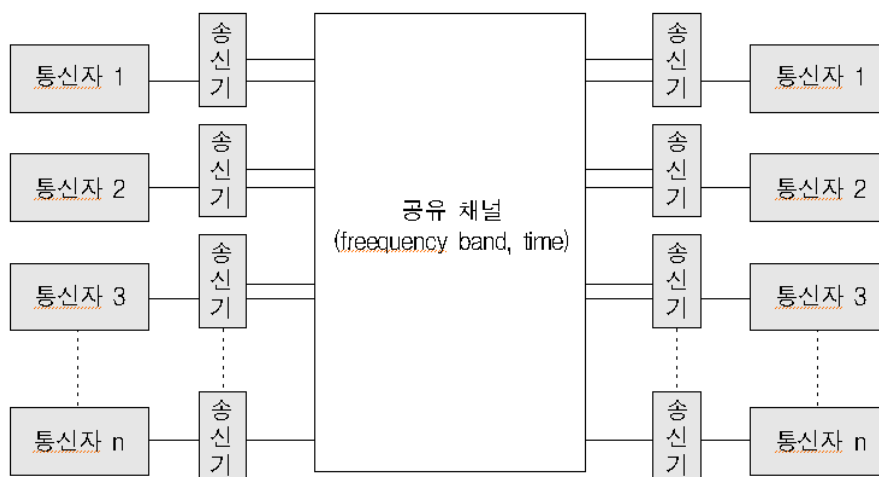 통신자 1
송신기
공유 채널
(freequency band, time)
송신기
통신자 1
통신자 2
송신기
송신기
통신자 2
통신자 3
송신기
송신기
통신자 3
통신자 n
송신기
송신기
통신자 n